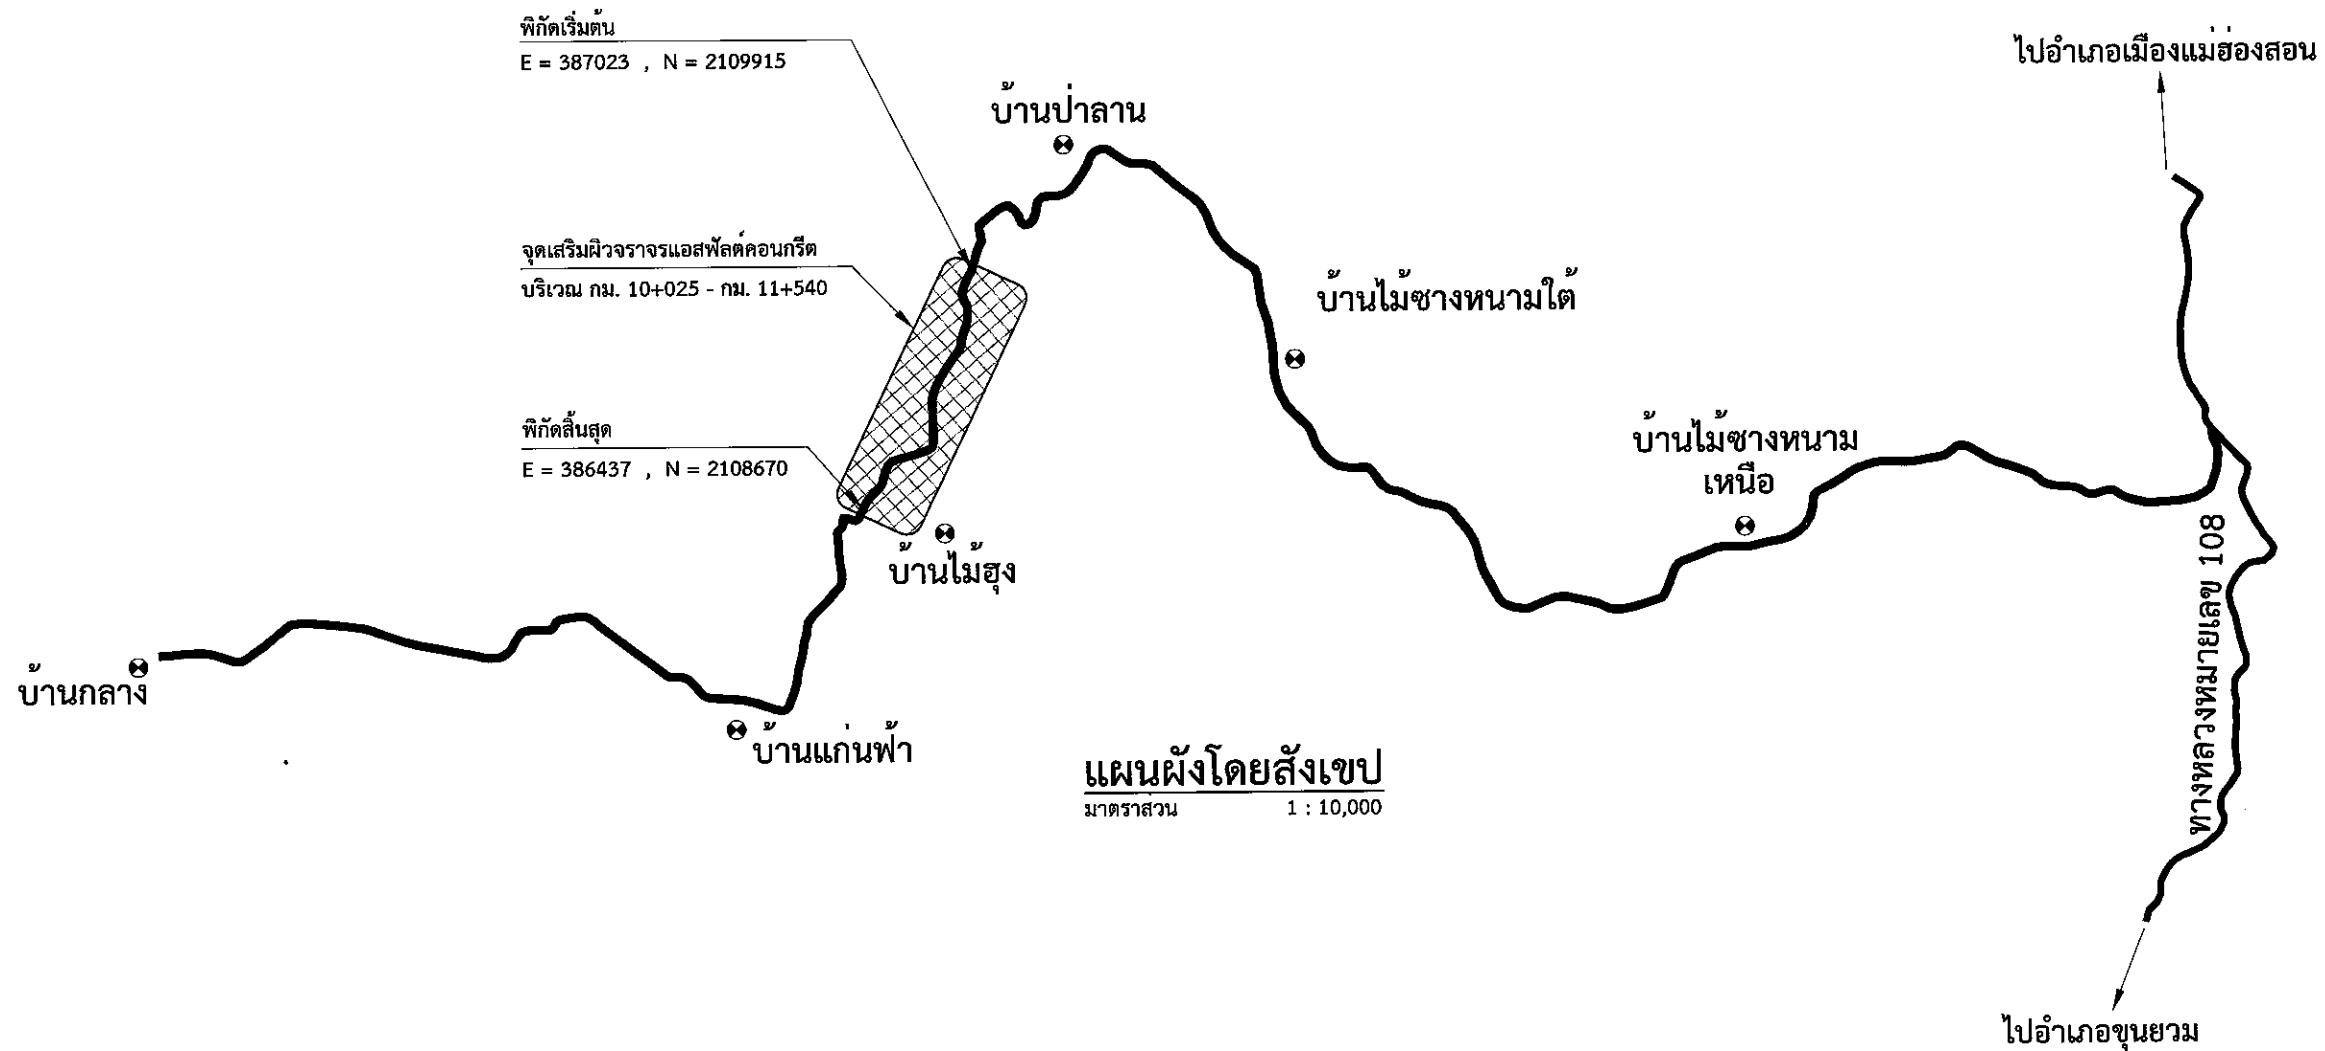 พิกัดเริ่มต้น
E = 387023 , N = 2109915
ไปอำเภอเมืองแม่ฮ่องสอน
บ้านป่าลาน
จุดเสริมผิวจราจรแอสฟัลต์คอนกรีต
บริเวณ กม. 10+025 - กม. 11+540
บ้านไม้ซางหนามใต้
พิกัดสิ้นสุด
E = 386437 , N = 2108670
บ้านไม้ซางหนาม
เหนือ
บ้านไม้ฮุง
ทางหลวงหมายเลข 108
บ้านกลาง
บ้านแก่นฟ้า
แผนผังโดยสังเขป
มาตราส่วน 1 : 10,000
ไปอำเภอขุนยวม